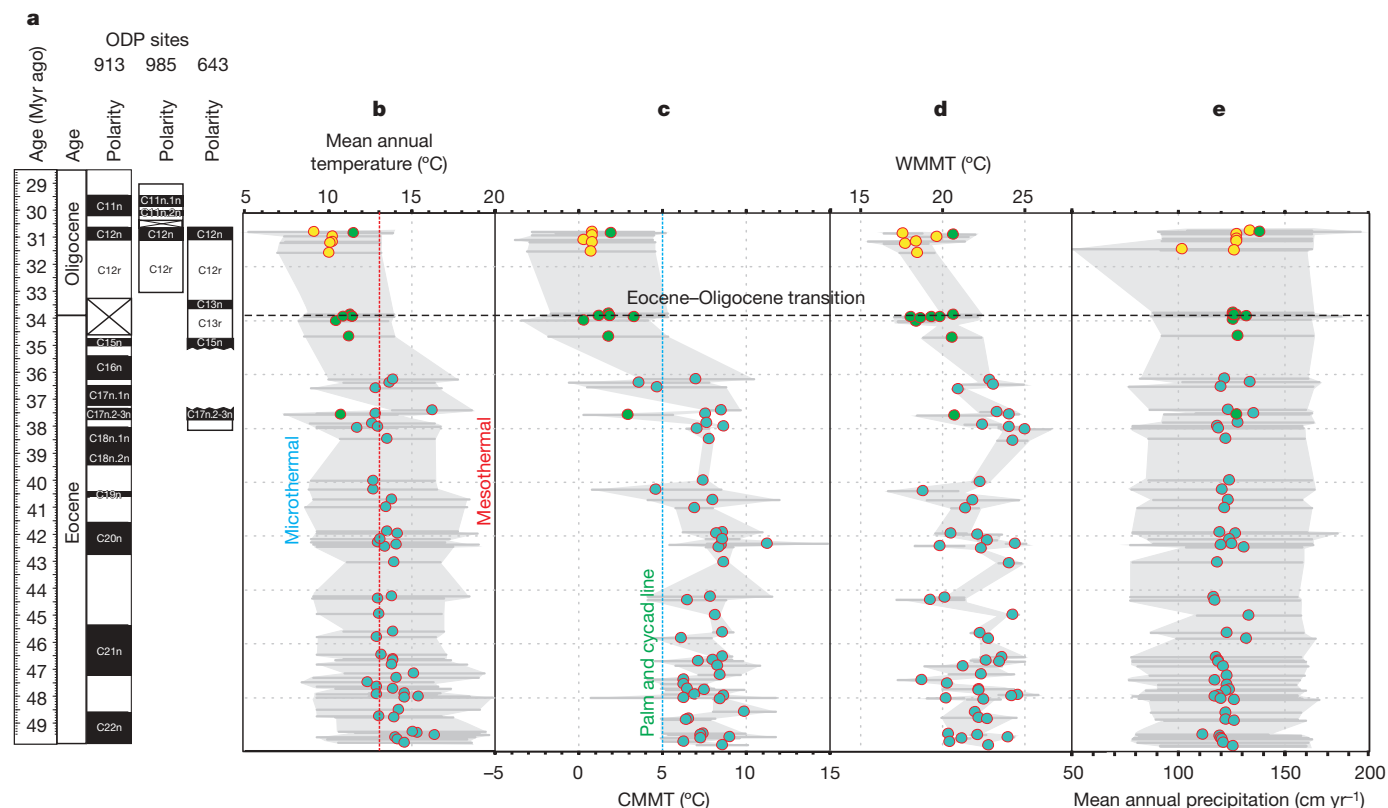 a
ODP sites
913 985 643
Age (Myr ago)
Age
Polarity
Polarity
Polarity
b
c
d
e
Mean annual
temperature (°C)
WMMT (°C)
5 10 15 20
15 20 25
29
30
31
32
33
34
35
36
37
38
39
40
41
42
43
44
45
46
47
48
49
Oligocene
Eocene
C11n
C12n
C12r
C15n
C16n
C17n.1n
C17n.2-3n
C18n.1n
C18n.2n
C19n
C20n
C21n
C22n
C11n.1n
C11n.2n
C12n
C12r
C12n
C12r
C13n
C13r
C15n
C17n.2-3n
Eocene–Oligocene transition
Microthermal
Mesothermal
Palm and cycad line
–5 0 5 10 15
50 100 150 200
CMMT (°C)
Mean annual precipitation (cm yr–1)